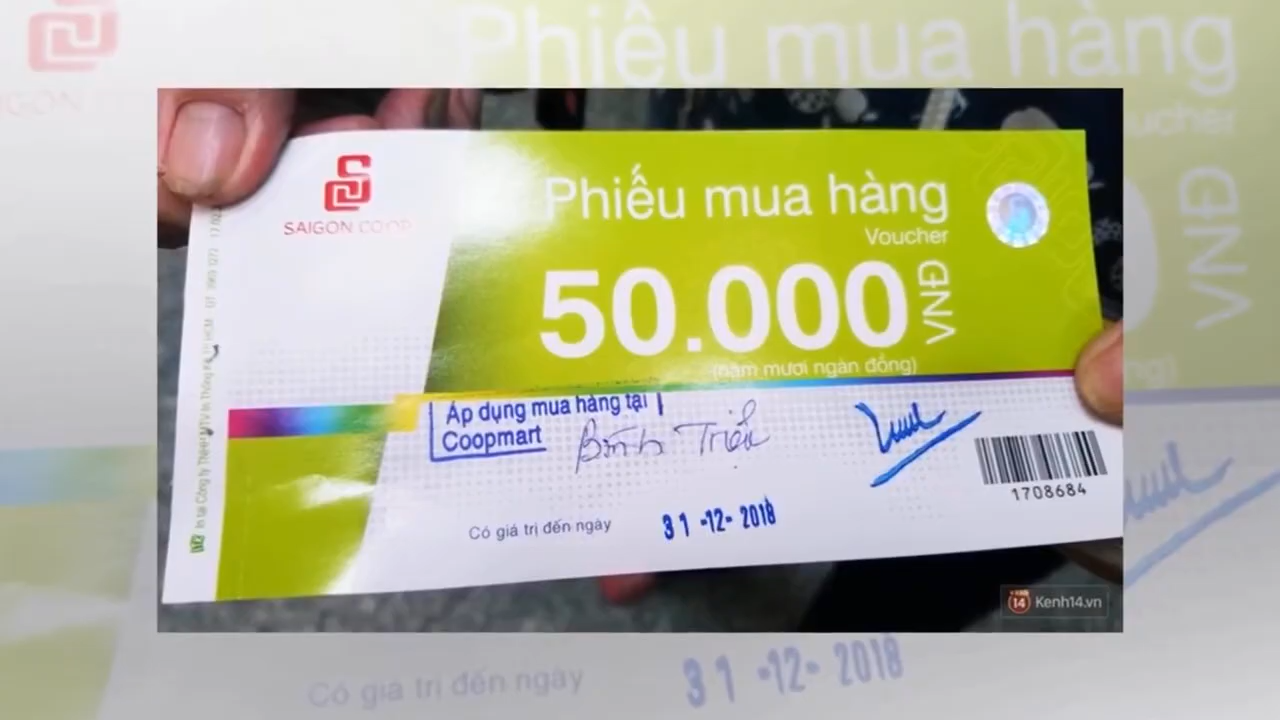 SAIGON CO.OP
Phiếu mua hàng
Voucher
50.000 VNĐ
(năm mươi ngàn đồng)
Áp dụng mua hàng tại
Coopmart Bình Triệu
1708684
Có giá trị đến ngày 31-12-2018
Kenh14.vn